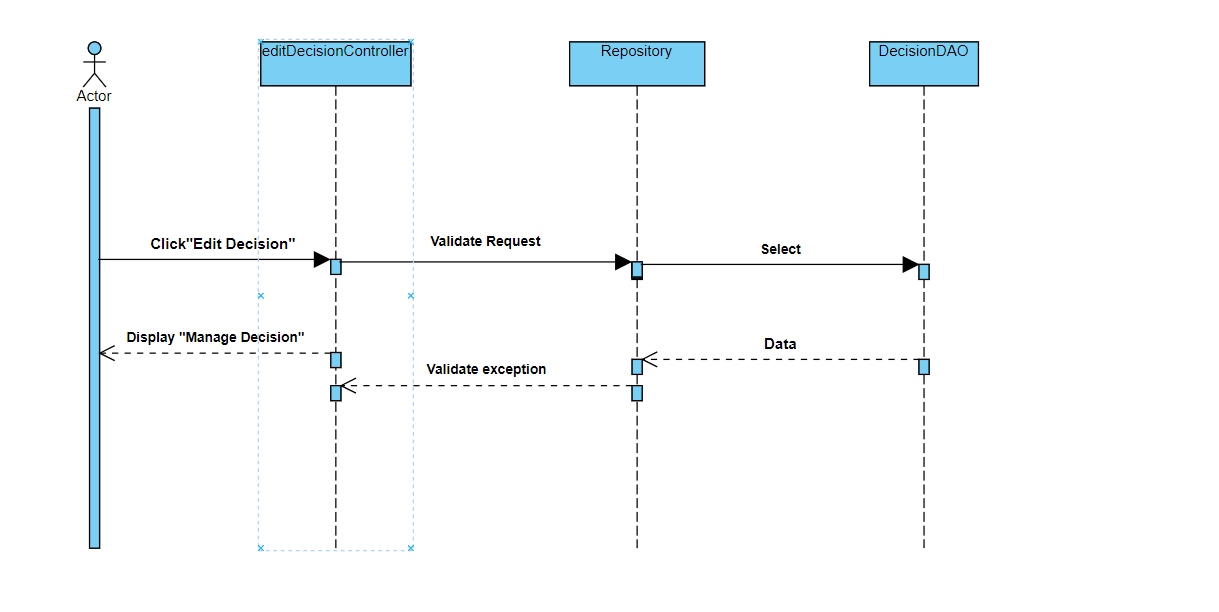 editDecisionController
Repository
DecisionDAO
Actor
Click"Edit Decision"
Validate Request
Select
Display "Manage Decision"
Data
Validate exception